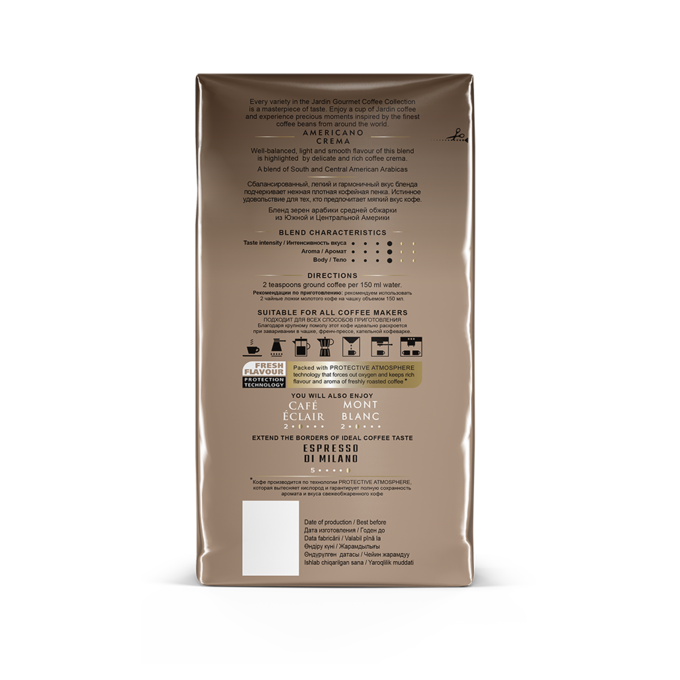 Every variety in the Jardin Gourmet Coffee Collection
is a masterpiece of taste. Enjoy a cup of Jardin coffee
and experience precious moments inspired by the finest
coffee beans from around the world.
AMERICANO
CREMA
Well-balanced, light and smooth flavour of this blend
is highlighted by delicate and rich coffee crema.
A blend of South and Central American Arabicas
Сбалансированный, легкий и гармоничный вкус бленда
подчеркивает нежная плотная кофейная пенка. Истинное
удовольствие для тех, кто предпочитает мягкий вкус кофе.
Бленд зерен арабики средней обжарки
из Южной и Центральной Америки
BLEND CHARACTERISTICS
Taste intensity / Интенсивность вкуса
Aroma / Аромат
Body / Тело
DIRECTIONS
2 teaspoons ground coffee per 150 ml water.
Рекомендации по приготовлению: рекомендуем использовать
2 чайные ложки молотого кофе на чашку объемом 150 мл.
SUITABLE FOR ALL COFFEE MAKERS
ПОДХОДИТ ДЛЯ ВСЕХ СПОСОБОВ ПРИГОТОВЛЕНИЯ
Благодаря крупному помолу этот кофе идеально раскроется
при заваривании в чашке, френч-прессе, капельной кофеварке.
FRESH
FLAVOUR
PROTECTION
TECHNOLOGY
Packed with PROTECTIVE ATMOSPHERE
technology that forces out oxygen and keeps rich
flavour and aroma of freshly roasted coffee*
YOU WILL ALSO ENJOY
CAFÉ
ÉCLAIR
2
MONT
BLANC
2
EXTEND THE BORDERS OF IDEAL COFFEE TASTE
ESPRESSO
DI MILANO
5
*Кофе производится по технологии PROTECTIVE ATMOSPHERE,
которая вытесняет кислород и гарантирует полную сохранность
аромата и вкуса свежеобжаренного кофе
Date of production / Best before
Дата изготовления / Годен до
Data fabricării / Valabil pînă la
Өндіру күні / Жарамдылығы
Өндүрүлгөн датасы / Чейин жарамдуу
Ishlab chiqarilgan sana / Yaroqlilik muddati